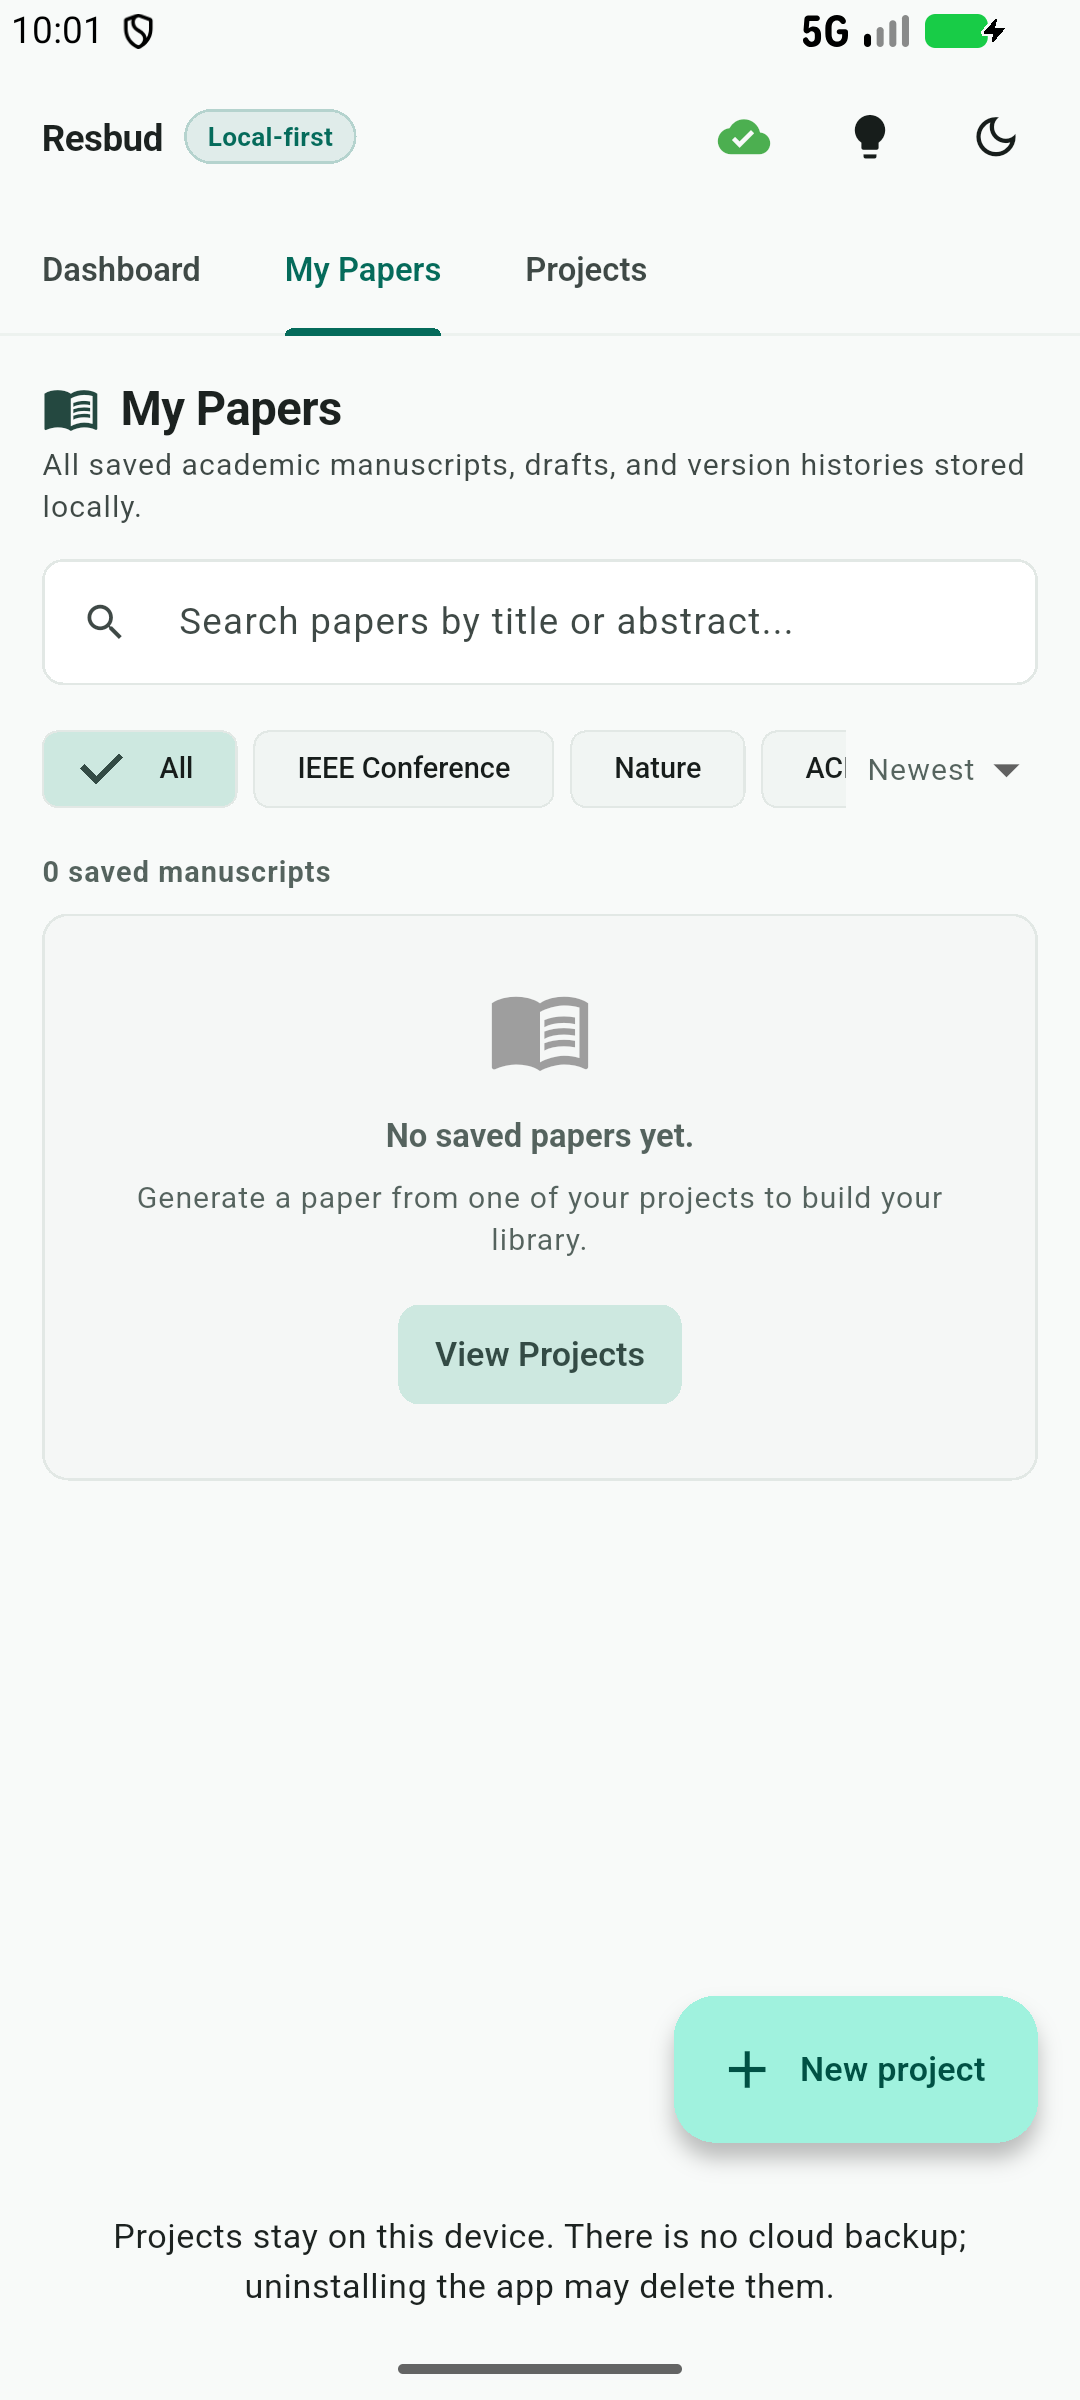 10:01
5G
Resbud
Local-first
Dashboard
My Papers
Projects
My Papers
All saved academic manuscripts, drafts, and version histories stored
locally.
Search papers by title or abstract...
All
IEEE Conference
Nature
Newest
0 saved manuscripts
No saved papers yet.
Generate a paper from one of your projects to build your
library.
View Projects
New project
Projects stay on this device. There is no cloud backup;
uninstalling the app may delete them.